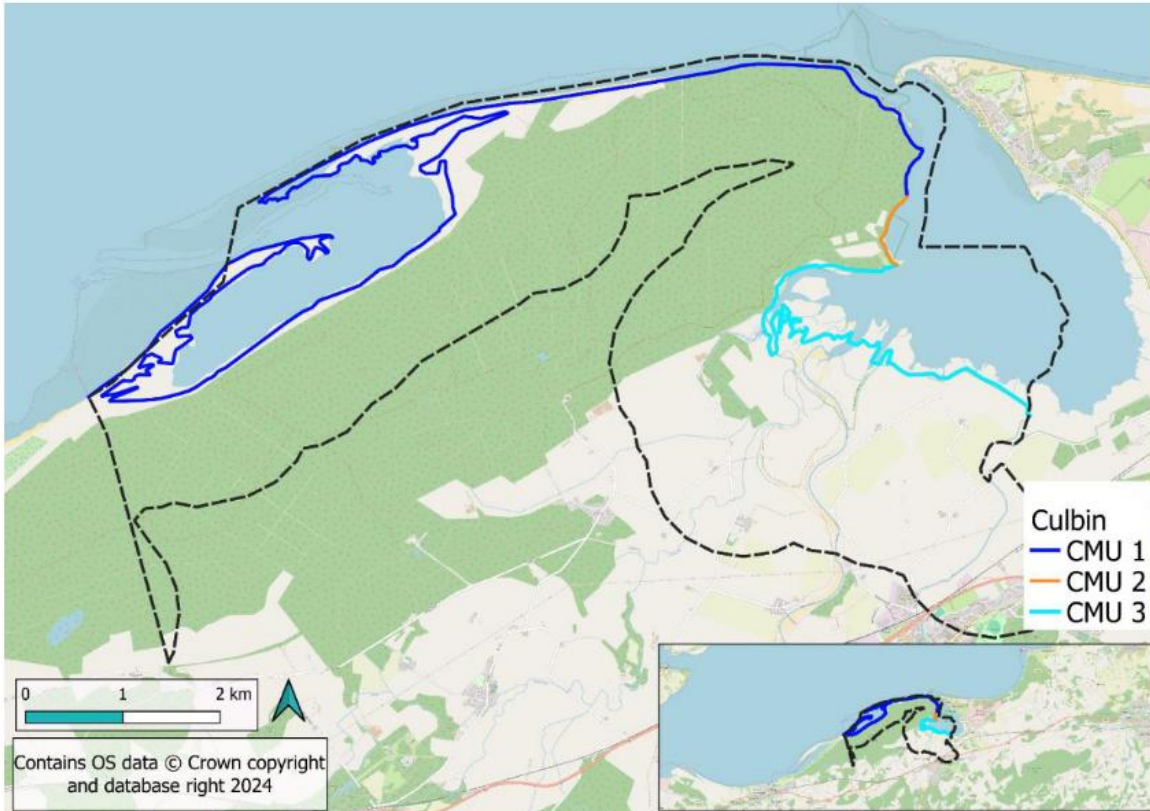 Culbin
CMU 1
CMU 2
CMU 3
0 1 2 km
Contains OS data © Crown copyright
and database right 2024